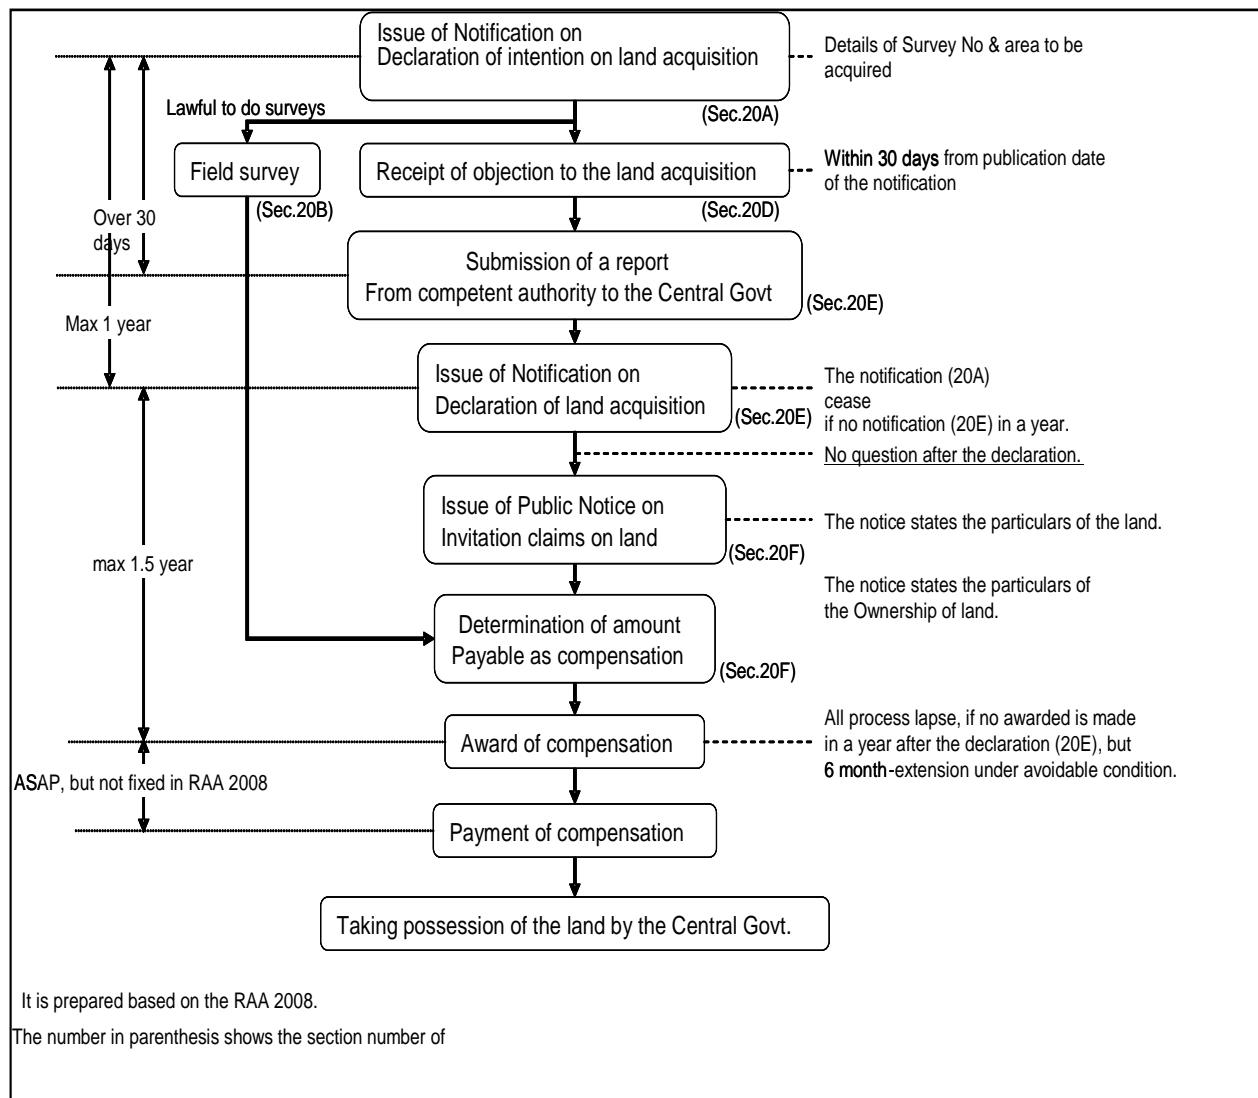 Issue of Notification on
Declaration of intention on land acquisition
(Sec.20A)
Details of Survey No & area to be
acquired
Lawful to do surveys
Field survey
(Sec.20B)
Receipt of objection to the land acquisition
(Sec.20D)
Within 30 days from publication date
of the notification
Over 30
days
Submission of a report
From competent authority to the Central Govt
(Sec.20E)
Max 1 year
Issue of Notification on
Declaration of land acquisition
(Sec.20E)
The notification (20A)
cease
if no notification (20E) in a year.
No question after the declaration.
Issue of Public Notice on
Invitation claims on land
(Sec.20F)
The notice states the particulars of the land.
max 1.5 year
The notice states the particulars of
the Ownership of land.
Determination of amount
Payable as compensation
(Sec.20F)
Award of compensation
All process lapse, if no awarded is made
in a year after the declaration (20E), but
6 month-extension under avoidable condition.
ASAP, but not fixed in RAA 2008
Payment of compensation
Taking possession of the land by the Central Govt.
It is prepared based on the RAA 2008.
The number in parenthesis shows the section number of